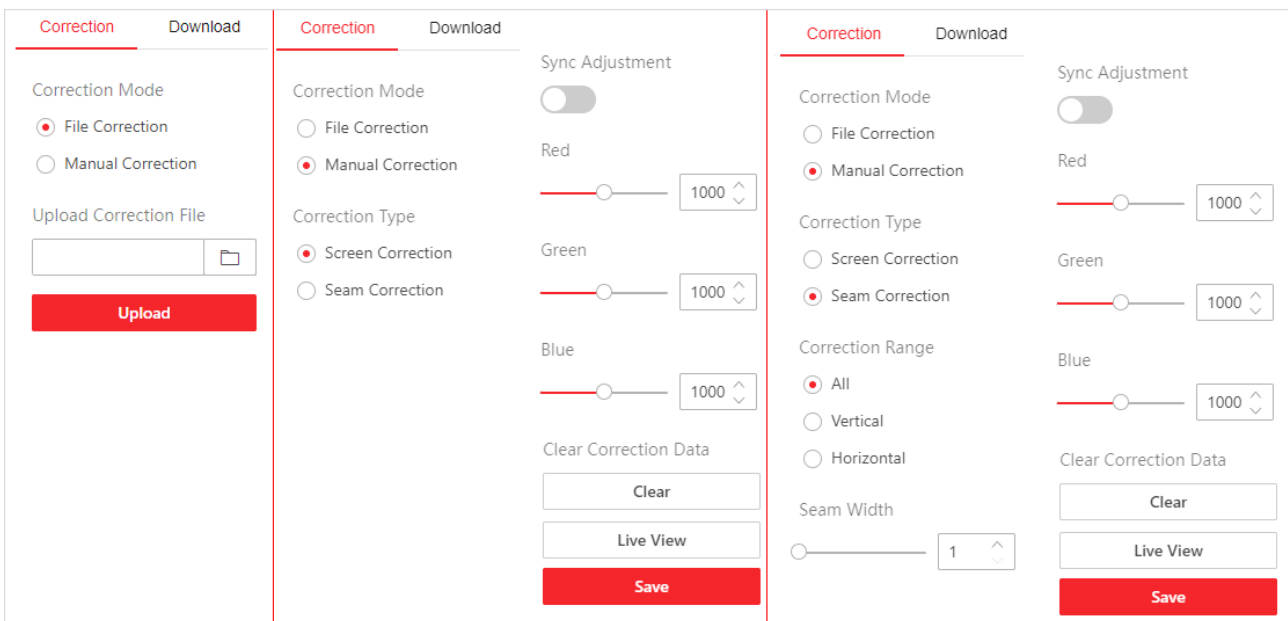 Correction Download
Correction Mode
File Correction
Manual Correction
Upload Correction File
Upload
Correction Download
Correction Mode
File Correction
Manual Correction
Correction Type
Screen Correction
Seam Correction
Sync Adjustment
Red
1000
Green
1000
Blue
1000
Clear Correction Data
Clear
Live View
Save
Correction Download
Correction Mode
File Correction
Manual Correction
Correction Type
Screen Correction
Seam Correction
Correction Range
All
Vertical
Horizontal
Seam Width
1
Sync Adjustment
Red
1000
Green
1000
Blue
1000
Clear Correction Data
Clear
Live View
Save